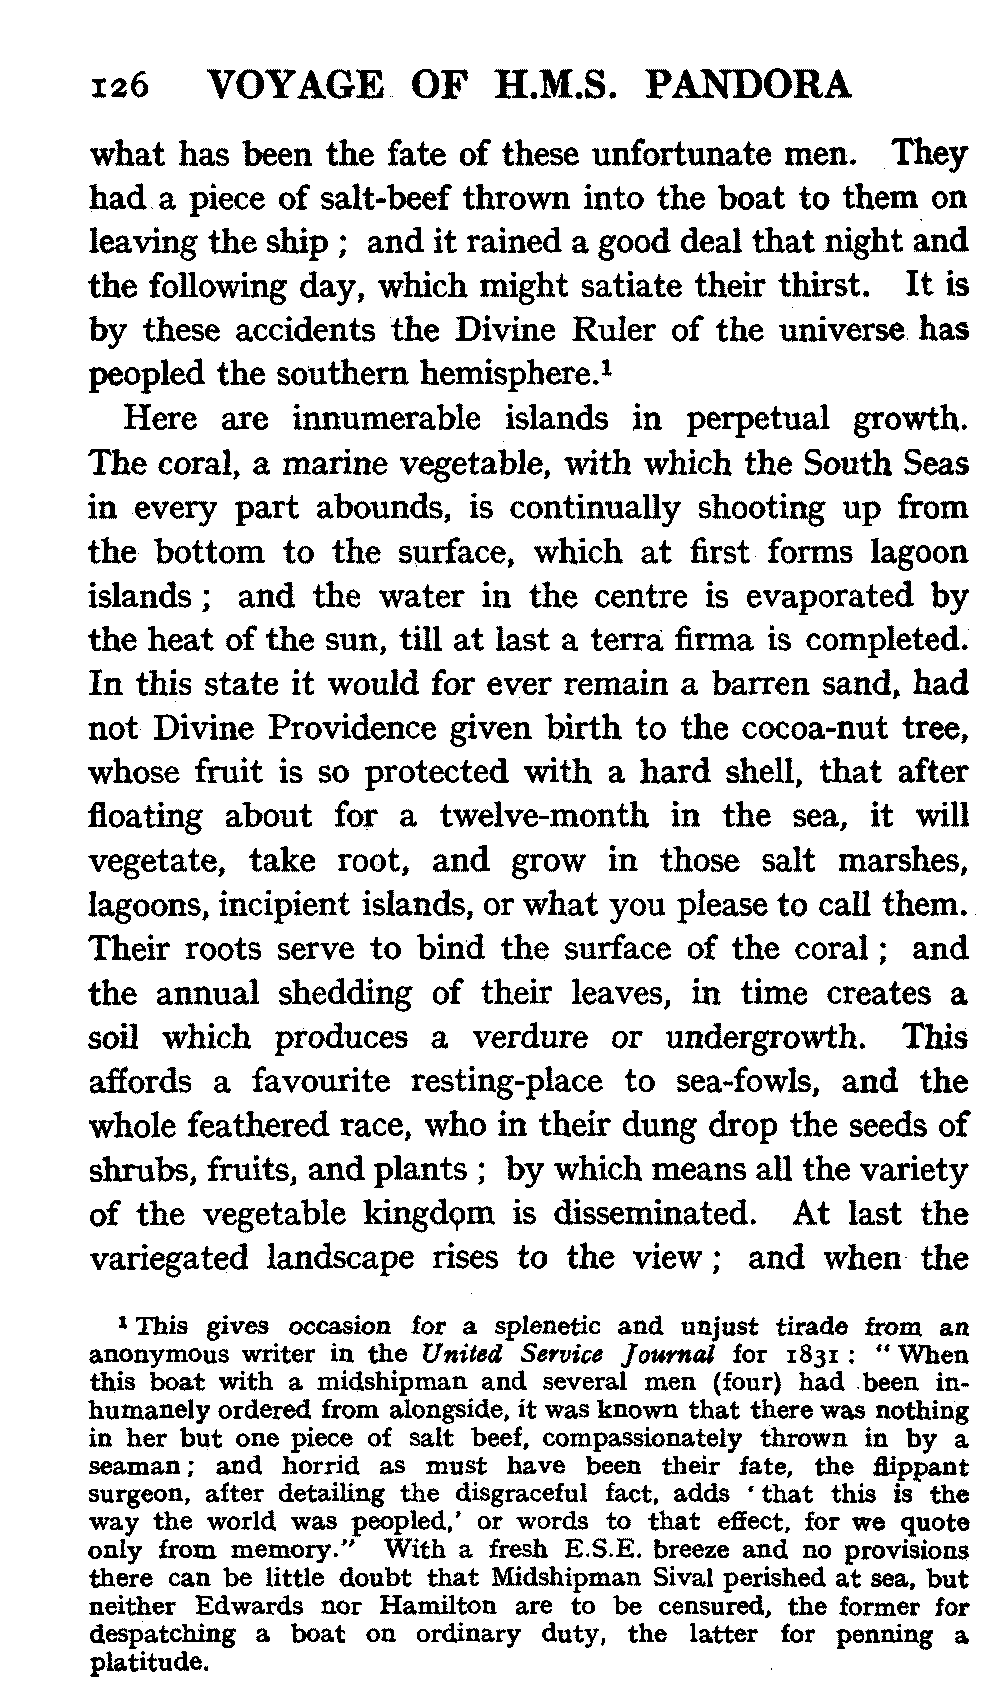 126 VOYAGE OF H.M.S. PANDORA
what has been the fate of these unfortunate men. They
had a piece of salt-beef thrown into the boat to them on
leaving the ship ; and it rained a good deal that night and
the following day, which might satiate their thirst. It is
by these accidents the Divine Ruler of the universe has
peopled the southern hemisphere.¹
Here are innumerable islands in perpetual growth.
The coral, a marine vegetable, with which the South Seas
in every part abounds, is continually shooting up from
the bottom to the surface, which at first forms lagoon
islands ; and the water in the centre is evaporated by
the heat of the sun, till at last a terra firma is completed.
In this state it would for ever remain a barren sand, had
not Divine Providence given birth to the cocoa-nut tree,
whose fruit is so protected with a hard shell, that after
floating about for a twelve-month in the sea, it will
vegetate, take root, and grow in those salt marshes,
lagoons, incipient islands, or what you please to call them.
Their roots serve to bind the surface of the coral ; and
the annual shedding of their leaves, in time creates a
soil which produces a verdure or undergrowth. This
affords a favourite resting-place to sea-fowls, and the
whole feathered race, who in their dung drop the seeds of
shrubs, fruits, and plants ; by which means all the variety
of the vegetable kingdom is disseminated. At last the
variegated landscape rises to the view ; and when the
¹ This gives occasion for a splenetic and unjust tirade from an
anonymous writer in the United Service Journal for 1831 : "When
this boat with a midshipman and several men (four) had been in-
humanely ordered from alongside, it was known that there was nothing
in her but one piece of salt beef, compassionately thrown in by a
seaman ; and horrid as must have been their fate, the flippant
surgeon, after detailing the disgraceful fact, adds 'that this is the
way the world was peopled,' or words to that effect, for we quote
only from memory." With a fresh E.S.E. breeze and no provisions
there can be little doubt that Midshipman Sival perished at sea, but
neither Edwards nor Hamilton are to be censured, the former for
despatching a boat on ordinary duty, the latter for penning a
platitude.